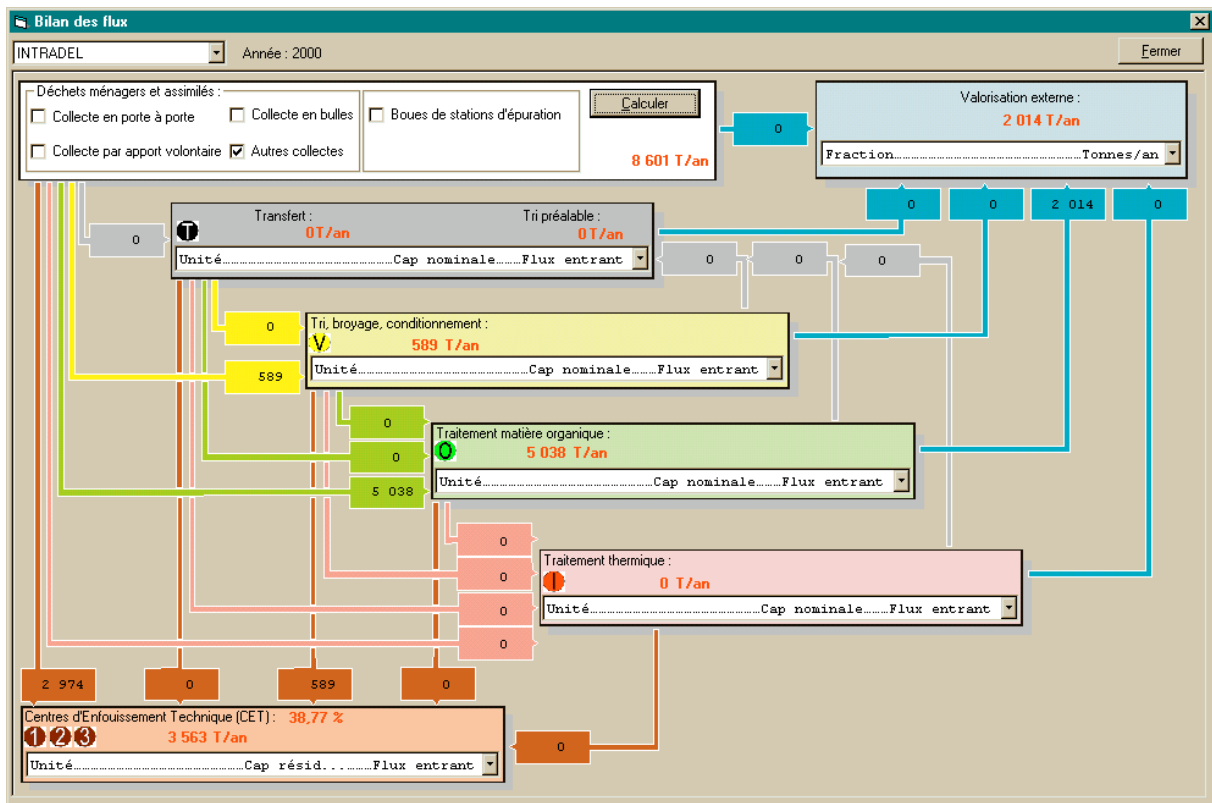 Bilan des flux
INTRADEL Année : 2000 Fermer
Déchets ménagers et assimilés :
Collecte en porte à porte Collecte en bulles Boues de stations d'épuration Calculer
Collecte par apport volontaire Autres collectes
8 601 T/an
0
Valorisation externe :
2 014 T/an
Fraction Tonnes/an
0 0 2 014 0
Transfert : Tri préalable :
T
0T/an 0T/an
0
Unité Cap nominale Flux entrant
0 0 0
Tri, broyage, conditionnement :
0
V
589 T/an
Unité Cap nominale Flux entrant
589
0
Traitement matière organique :
O
5 038 T/an
0
Unité Cap nominale Flux entrant
5 038
0
Traitement thermique :
0
I
0 T/an
Unité Cap nominale Flux entrant
0
0
2 974 0 589 0
Centres d'Enfouissement Technique (CET) : 38,77 %
1 2 3 3 563 T/an
0
Unité Cap résid... Flux entrant